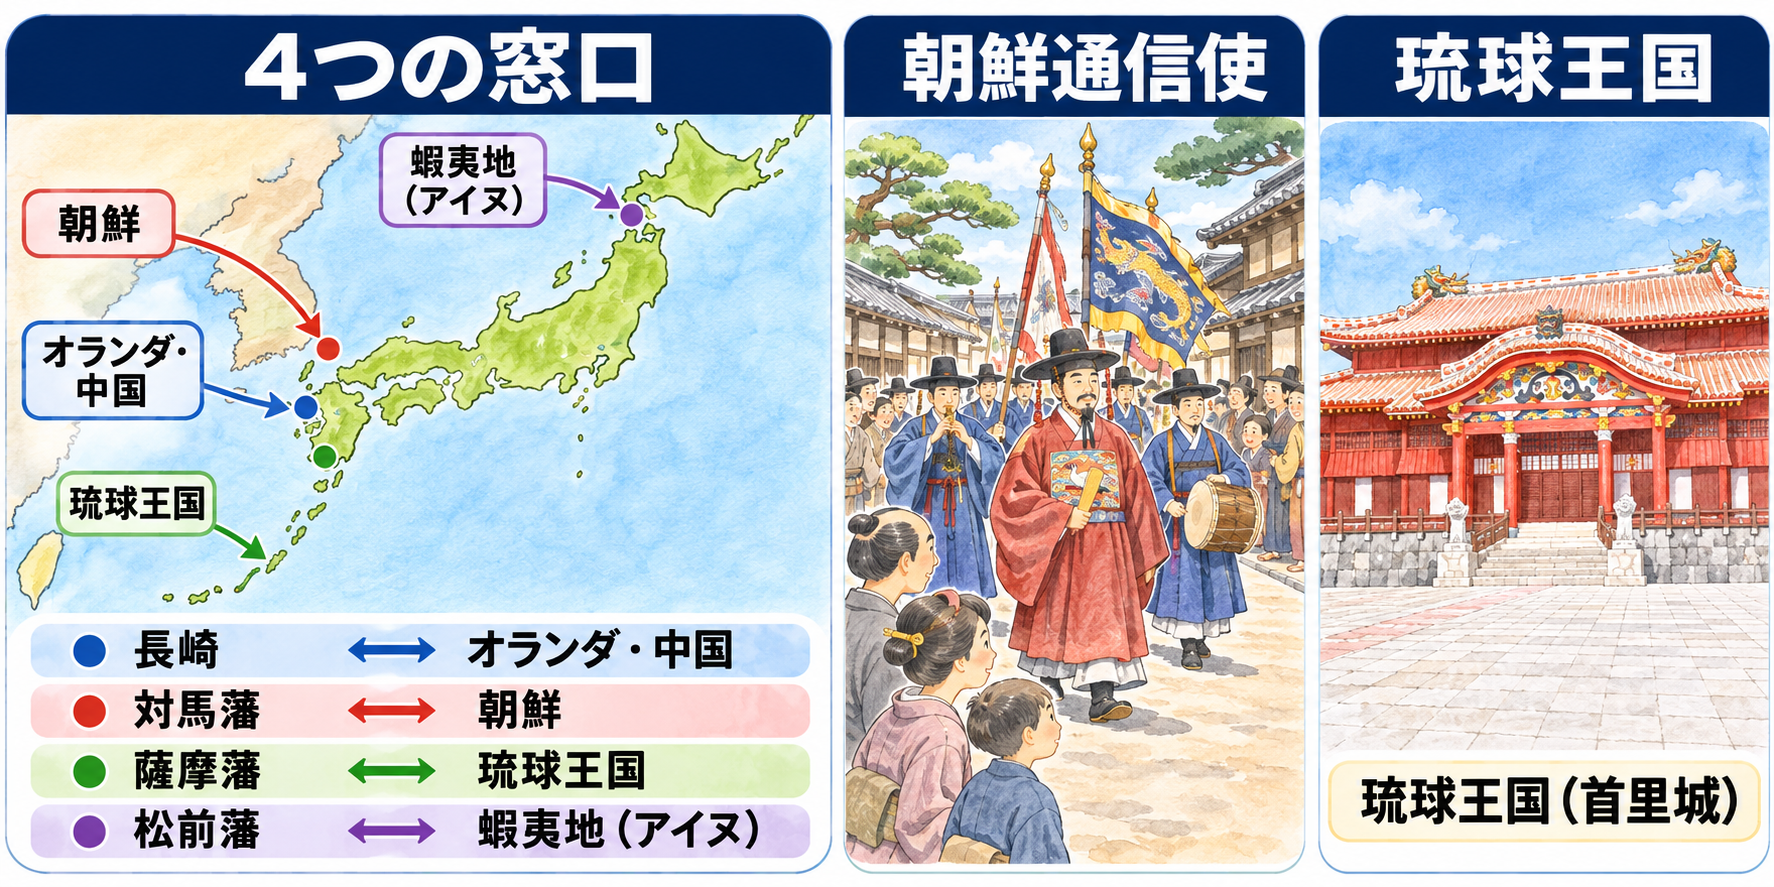 4つの窓口
蝦夷地
（アイヌ）
朝鮮
オランダ・
中国
琉球王国
長崎 ↔ オランダ・中国
対馬藩 ↔ 朝鮮
薩摩藩 ↔ 琉球王国
松前藩 ↔ 蝦夷地（アイヌ）
朝鮮通信使
琉球王国
琉球王国（首里城）